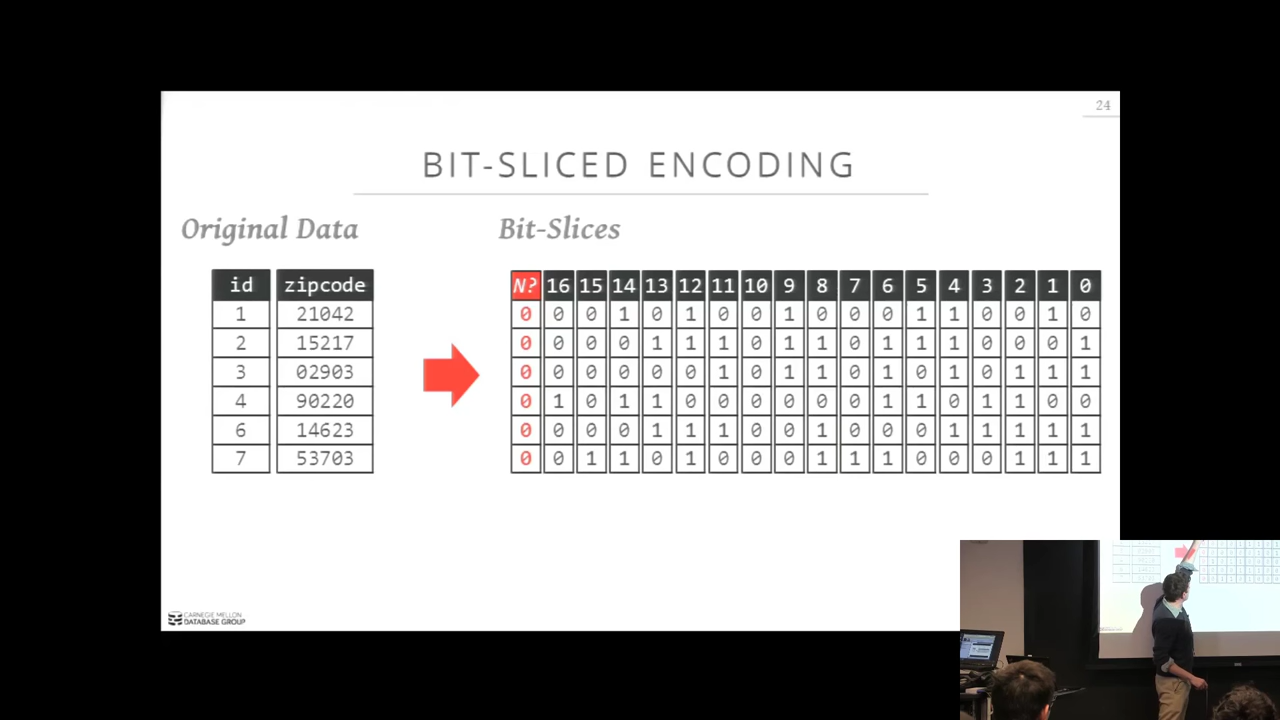 24
BIT-SLICED ENCODING
Original Data
Bit-Slices
id zipcode
1 21042
2 15217
3 02903
4 90220
6 14623
7 53703
N? 16 15 14 13 12 11 10 9 8 7 6 5 4 3 2 1 0
0 0 0 1 0 1 0 0 1 0 0 0 1 1 0 0 1 0
0 0 0 0 1 1 1 0 1 1 0 1 1 1 0 0 0 1
0 0 0 0 0 0 1 0 1 1 0 1 0 1 0 1 1 1
0 1 0 1 1 0 0 0 0 0 0 1 1 0 1 1 0 0
0 0 0 0 1 1 1 0 0 1 0 0 0 1 1 1 1 1
0 0 1 1 0 1 0 0 0 1 1 1 0 0 0 1 1 1
CARNEGIE MELLON
DATABASE GROUP